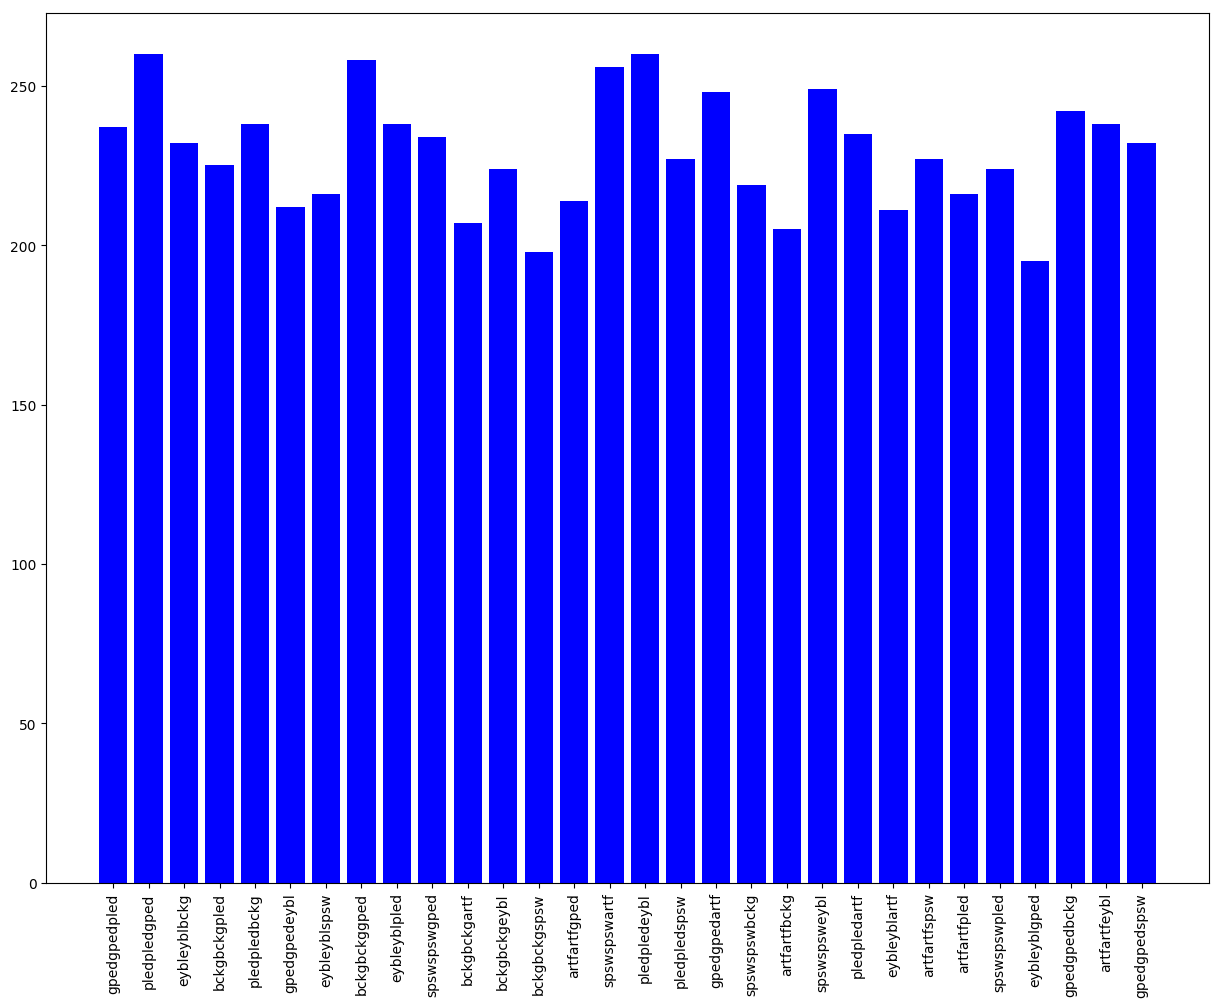 250
200
150
100
50
0
gpedgpedpled
pledpledgped
eybleyblbckg
bckgbckgpled
pledpledbckg
gpedgpedeybl
eybleyblspsw
bckgbckggped
eybleyblpled
spswspswgped
bckgbckgartf
bckgbckgeybl
bckgbckgspsw
artfartfgped
spswspswartf
pledpledeybl
pledpledspsw
gpedgpedartf
spswspswbckg
artfartfbckg
spswspsweybl
pledpledartf
eybleyblartf
artfartfspsw
artfartfpled
spswspswpled
eybleyblgped
gpedgpedbckg
artfartfeybl
gpedgpedspsw